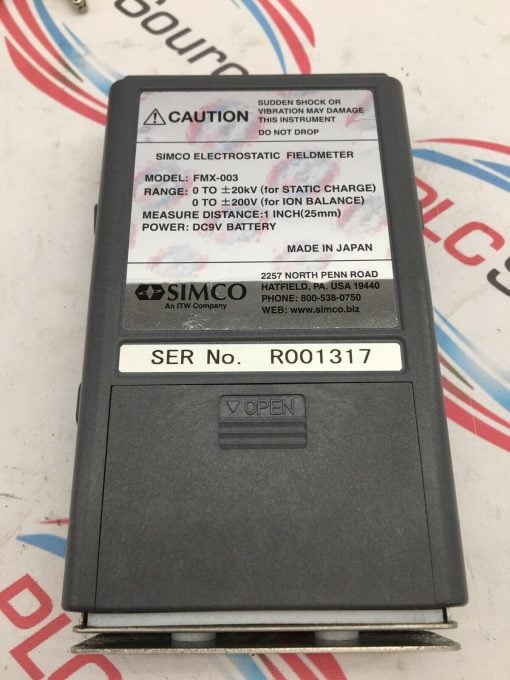 Source
⚠ CAUTION
SUDDEN SHOCK OR
VIBRATION MAY DAMAGE
THIS INSTRUMENT
DO NOT DROP
SIMCO ELECTROSTATIC FIELDMETER
MODEL: FMX-003
RANGE: 0 TO ±20kV (for STATIC CHARGE)
0 TO ±200V (for ION BALANCE)
MEASURE DISTANCE:1 INCH(25mm)
POWER: DC9V BATTERY
MADE IN JAPAN
SIMCO
An ITW Company
2257 NORTH PENN ROAD
HATFIELD, PA. USA 19440
PHONE: 800-538-0750
WEB: www.simco.biz
SER No. R001317
▽ OPEN
PLCS
PLC